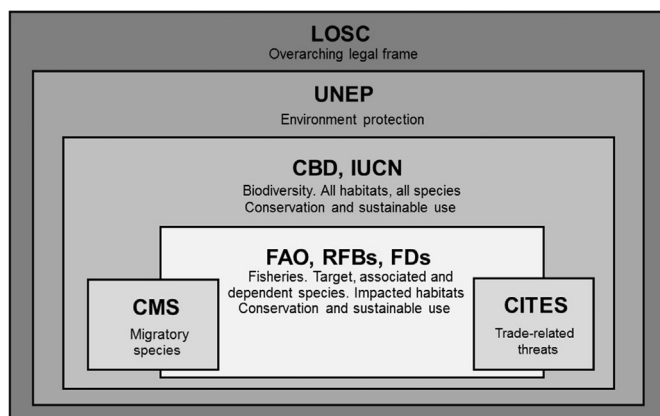 LOSC
Overarching legal frame
UNEP
Environment protection
CBD, IUCN
Biodiversity. All habitats, all species
Conservation and sustainable use
FAO, RFBs, FDs
Fisheries. Target, associated and
dependent species. Impacted habitats
Conservation and sustainable use
CMS
Migratory
species
CITES
Trade-related
threats